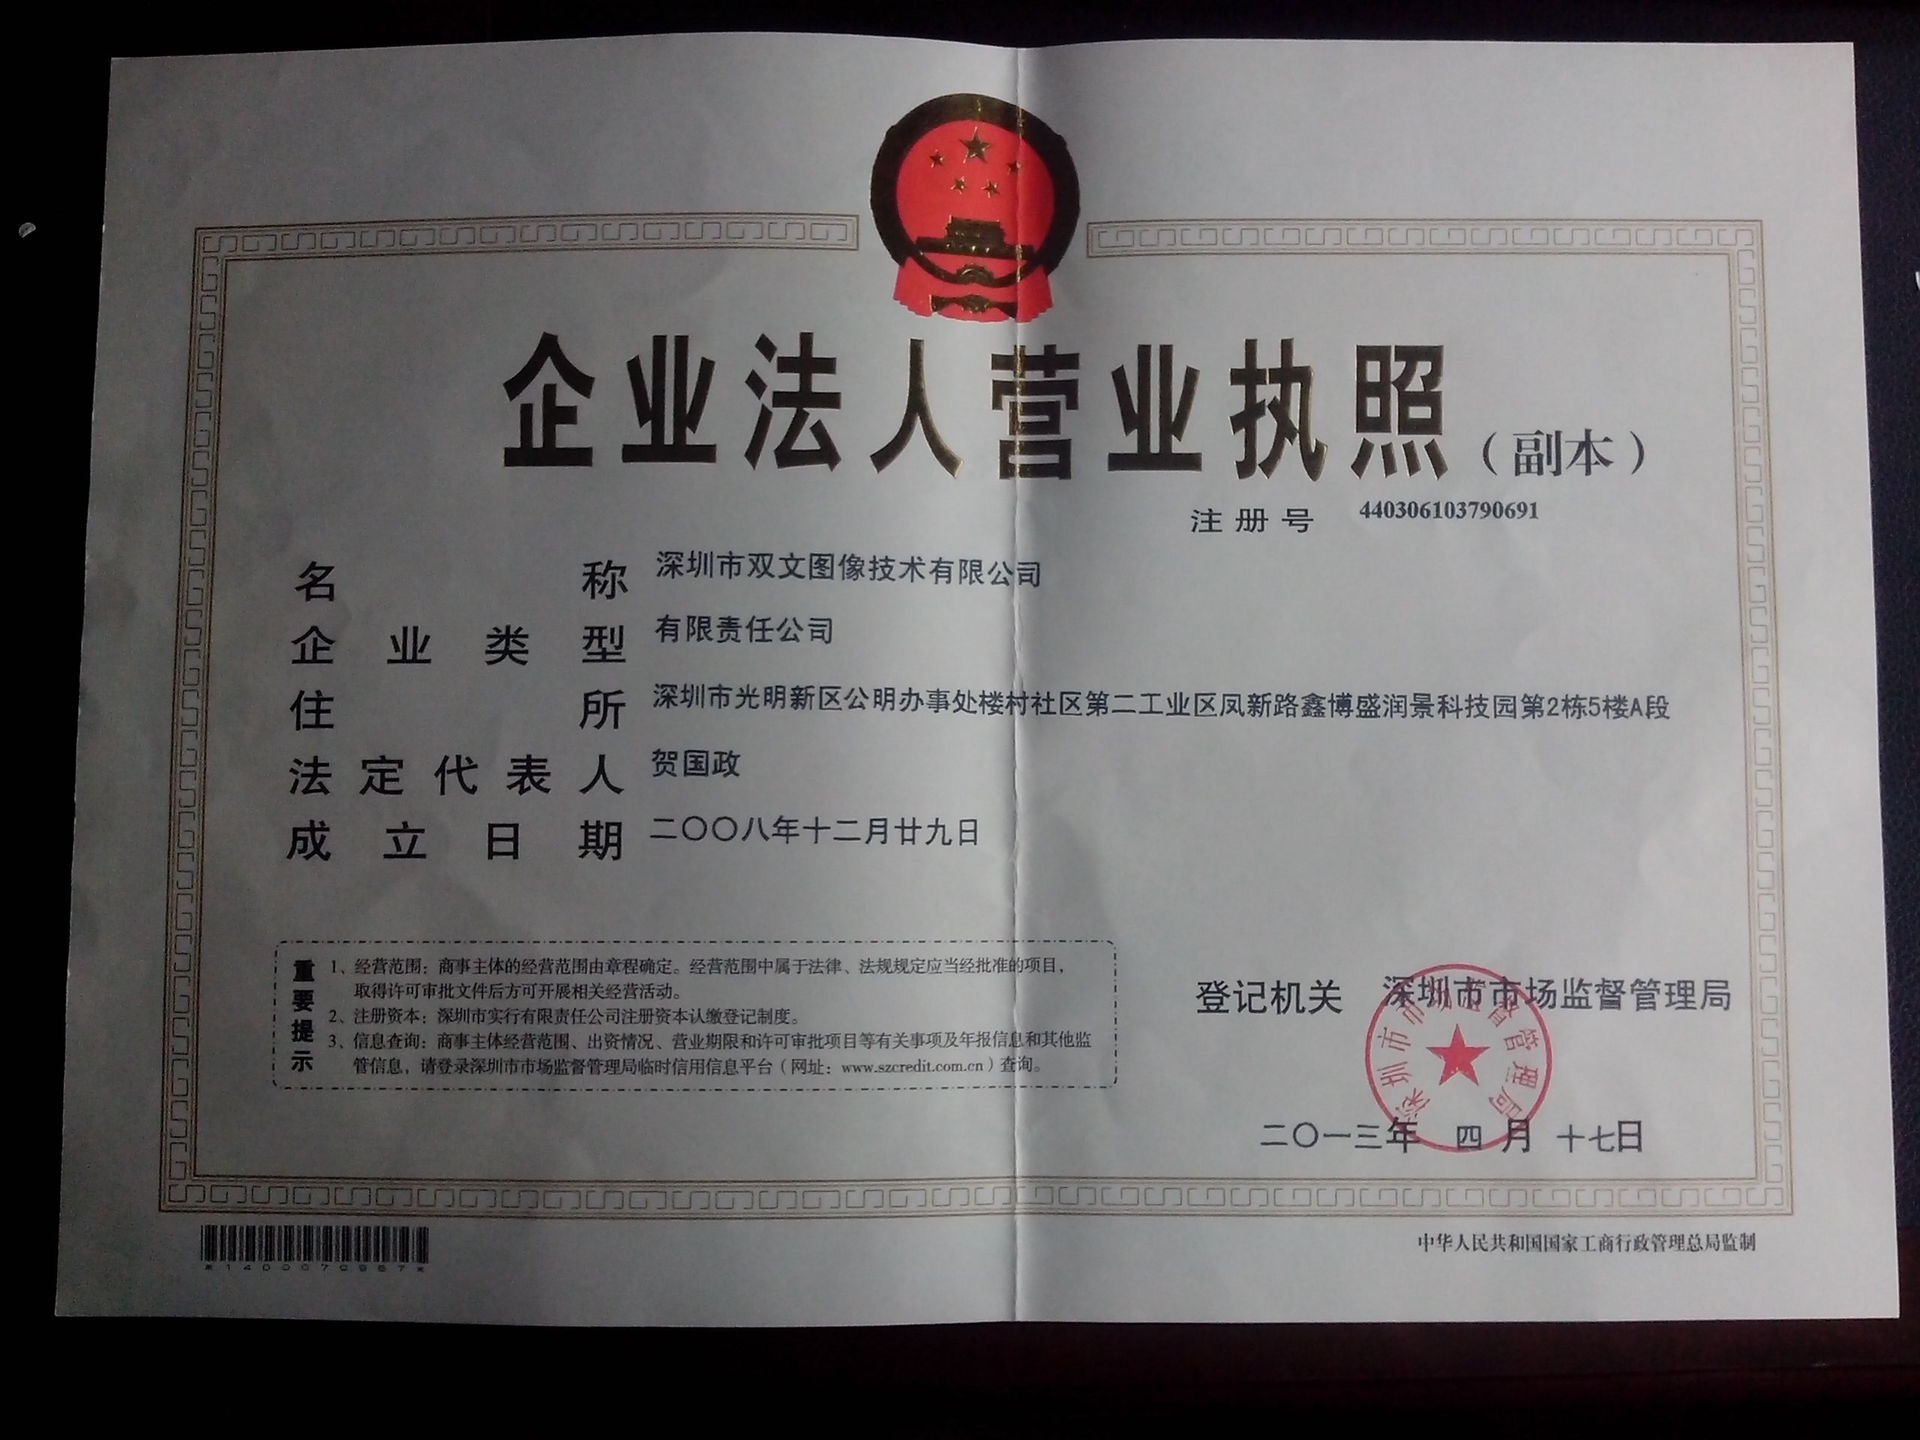 企业法人营业执照（副本）
注册号 440306103790691
名称 深圳市双文图像技术有限公司
企业类型 有限责任公司
住所 深圳市光明新区公明办事处楼村社区第二工业区凤新路鑫博盛润景科技园第2栋5楼A段
法定代表人 贺国政
成立日期 二〇〇八年十二月廿九日
重要提示
1、经营范围：商事主体的经营范围由章程确定。经营范围中属于法律、法规规定应当经批准的项目，
取得许可审批文件后方可开展相关经营活动。
2、注册资本：深圳市实行有限责任公司注册资本认缴登记制度。
3、信息查询：商事主体经营范围、出资情况、营业期限和许可审批项目等有关事项及年报信息和其他监
管信息，请登录深圳市市场监督管理局临时信用信息平台（网址：www.szcredit.com.cn）查询。
登记机关 深圳市市场监督管理局
深圳市市场监督管理局
二〇一三年 四月 十七日
中华人民共和国国家工商行政管理总局监制